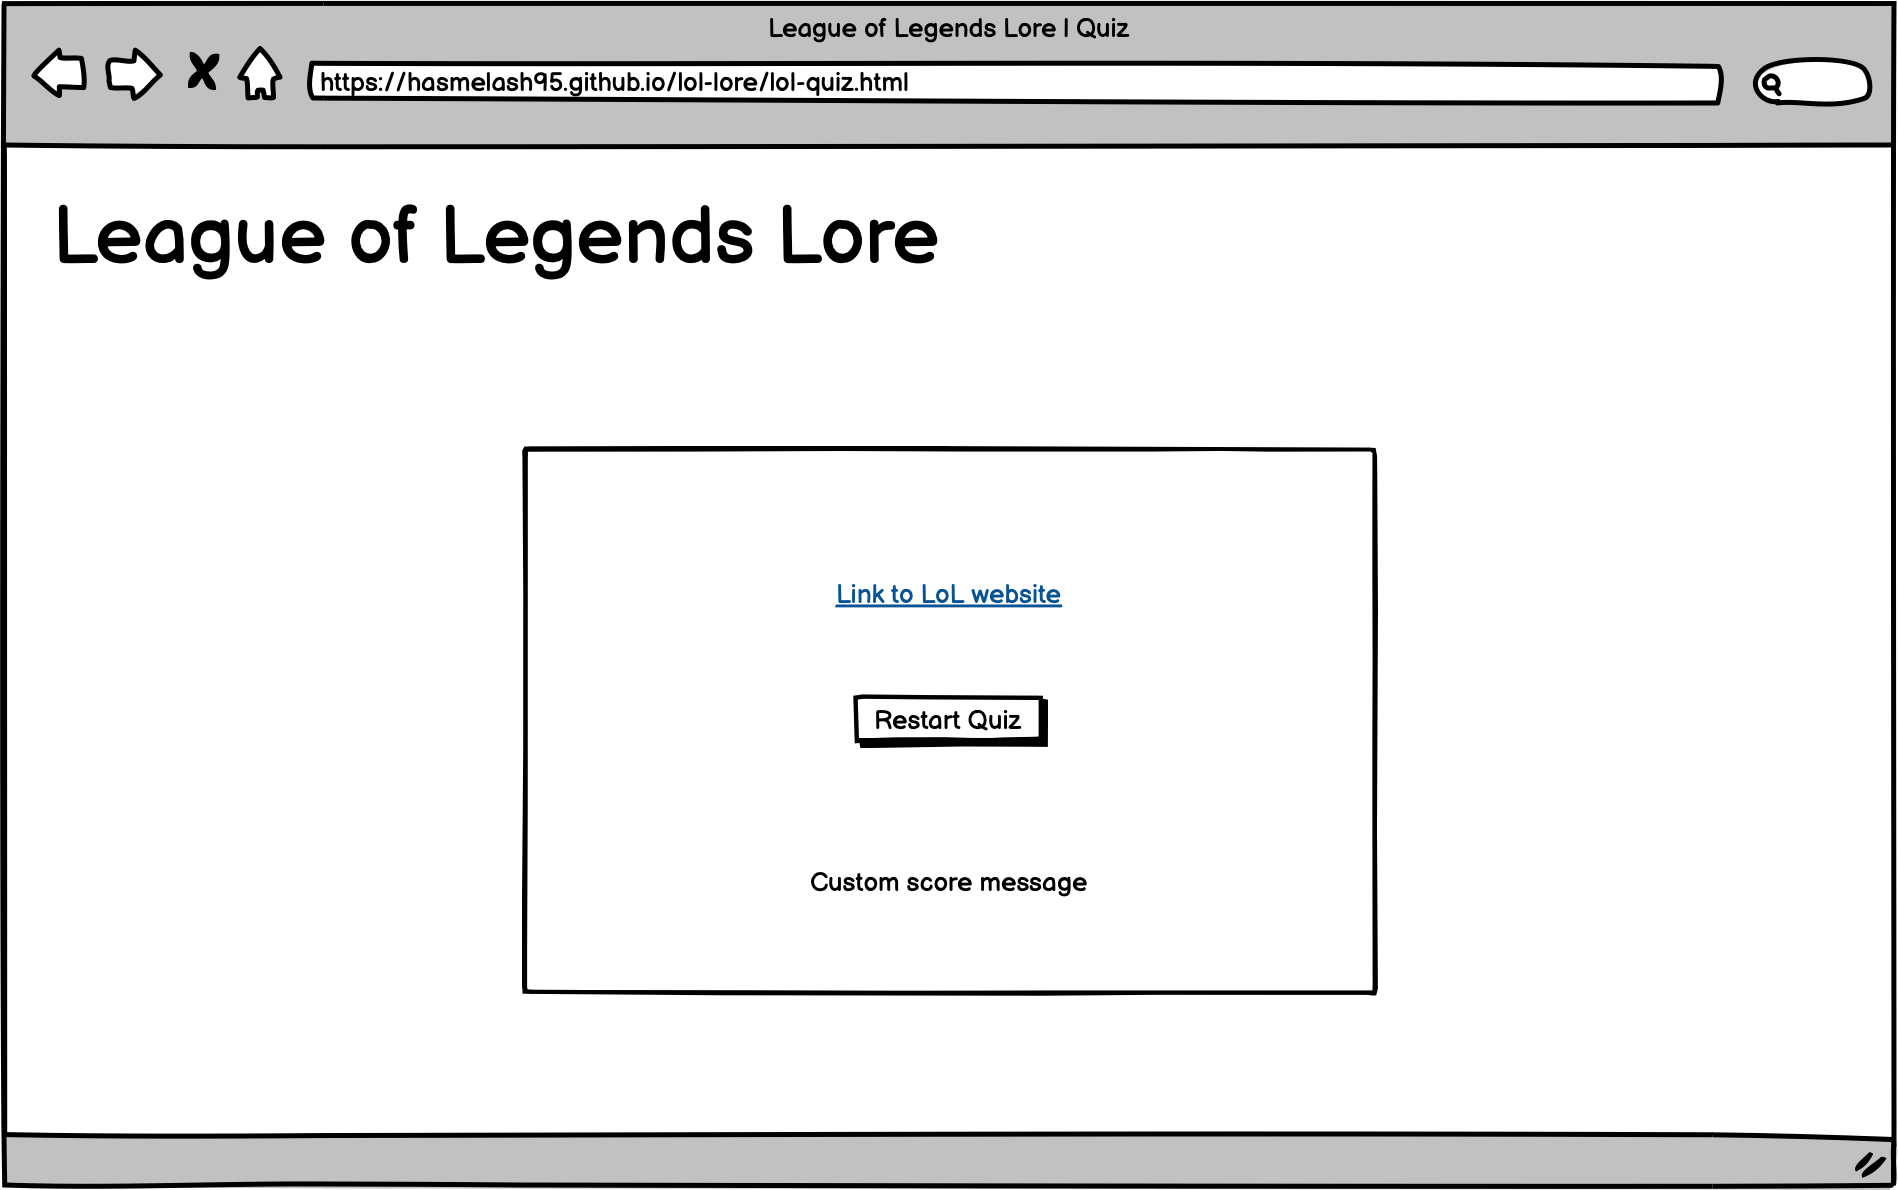 League of Legends Lore | Quiz
https://hasmelash95.github.io/lol-lore/lol-quiz.html
League of Legends Lore
Link to LoL website
Restart Quiz
Custom score message